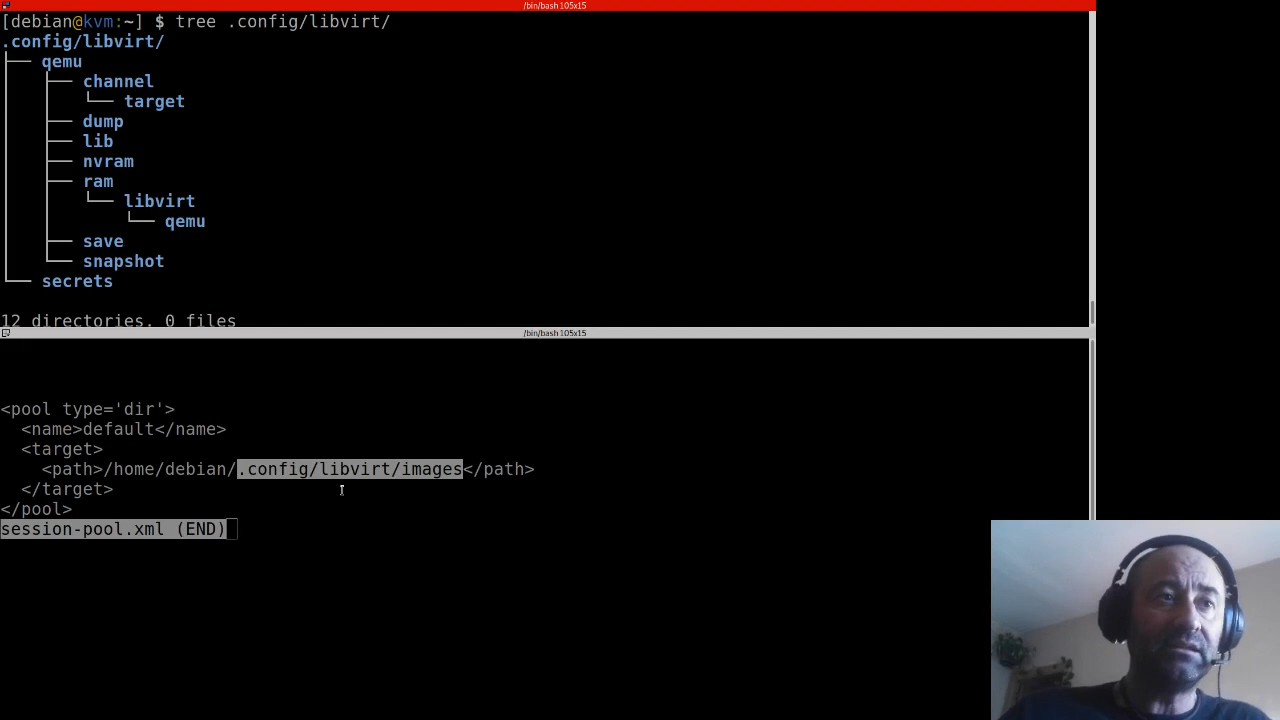 /bin/bash 105x15
[debian@kvm:~] $ tree .config/libvirt/
.config/libvirt/
├── qemu
│   ├── channel
│   │   └── target
│   ├── dump
│   ├── lib
│   ├── nvram
│   ├── ram
│   │   └── libvirt
│   │       └── qemu
│   ├── save
│   └── snapshot
└── secrets
12 directories, 0 files
/bin/bash 105x15
<pool type='dir'>
  <name>default</name>
  <target>
    <path>/home/debian/.config/libvirt/images</path>
  </target>
</pool>
session-pool.xml (END)